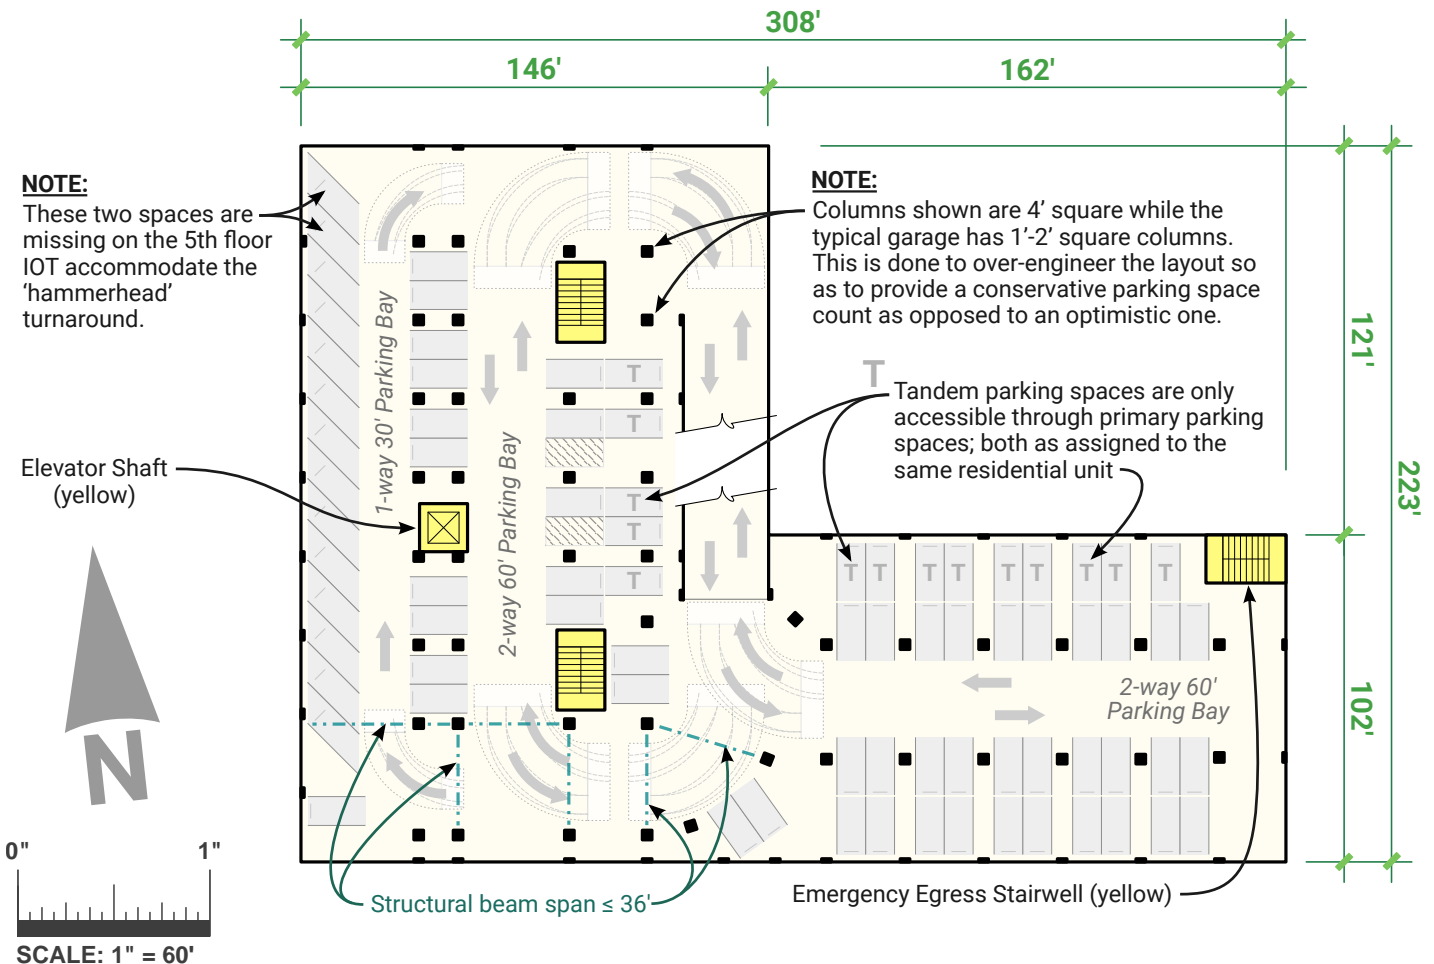 308'
146'
162'
NOTE:
These two spaces are
missing on the 5th floor
IOT accommodate the
‘hammerhead’
turnaround.
NOTE:
Columns shown are 4’ square while the
typical garage has 1’-2’ square columns.
This is done to over-engineer the layout so
as to provide a conservative parking space
count as opposed to an optimistic one.
T
Tandem parking spaces are only
accessible through primary parking
spaces; both as assigned to the
same residential unit
121'
223'
102'
1-way 30' Parking Bay
2-way 60' Parking Bay
T
T
T
T
T
Elevator Shaft
(yellow)
T
T
T
T
T
T
T
T
T
2-way 60'
Parking Bay
N
0"
1"
SCALE: 1" = 60'
Structural beam span ≤ 36'
Emergency Egress Stairwell (yellow)